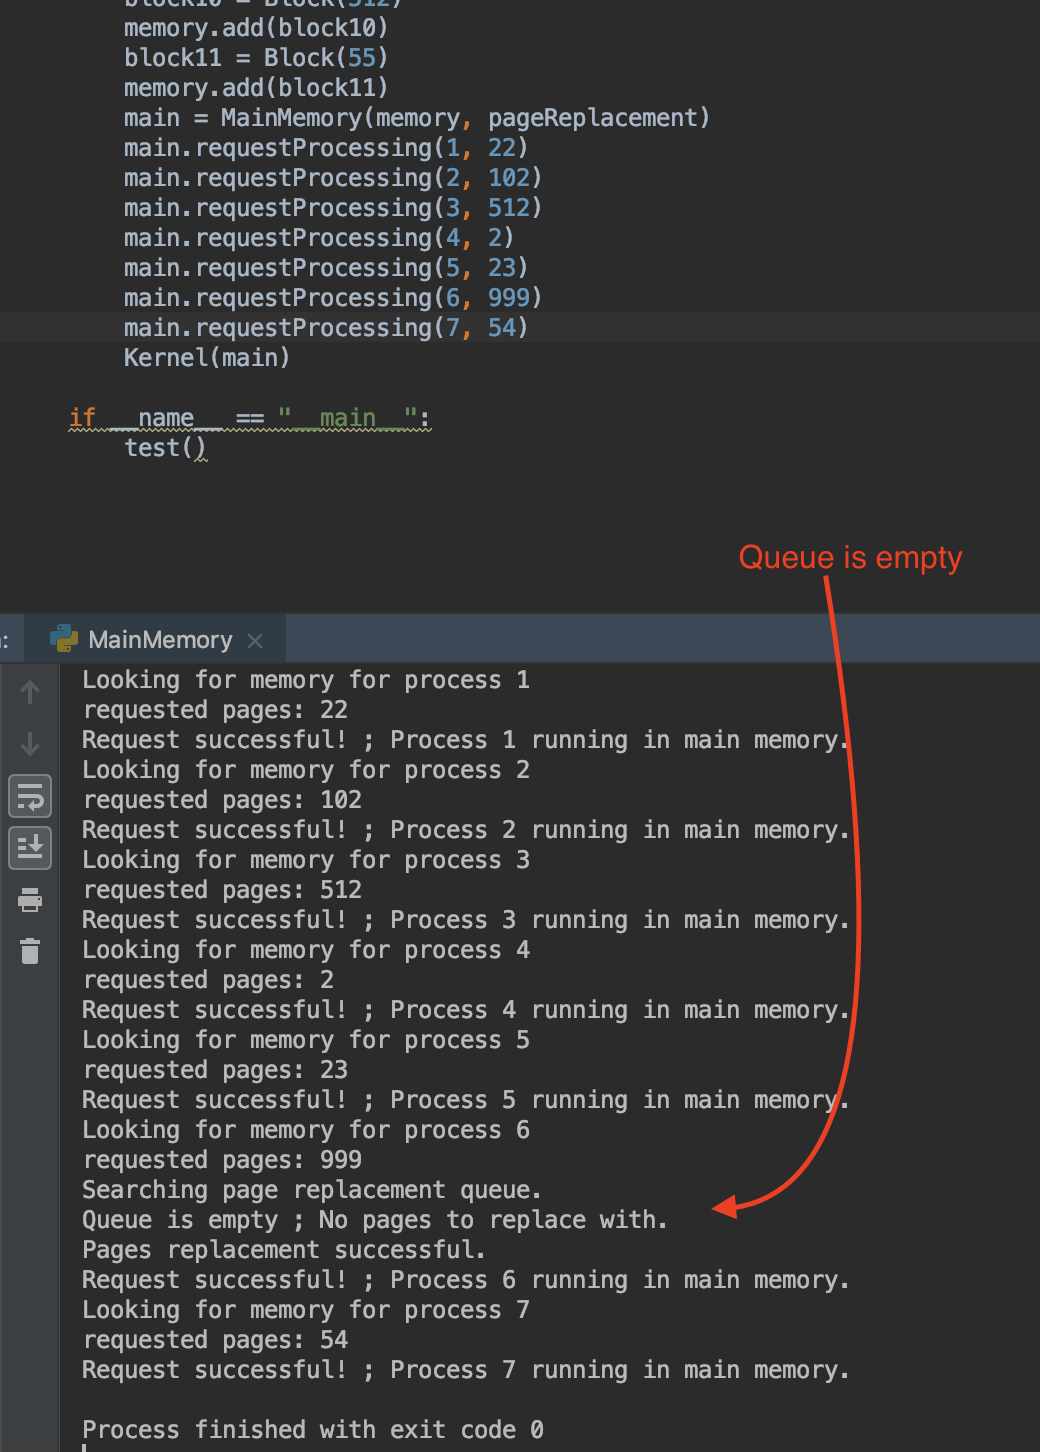 block10 = Block(512)
memory.add(block10)
block11 = Block(55)
memory.add(block11)
main = MainMemory(memory, pageReplacement)
main.requestProcessing(1, 22)
main.requestProcessing(2, 102)
main.requestProcessing(3, 512)
main.requestProcessing(4, 2)
main.requestProcessing(5, 23)
main.requestProcessing(6, 999)
main.requestProcessing(7, 54)
Kernel(main)
if __name__ == "__main__":
test()
Queue is empty
MainMemory
Looking for memory for process 1
requested pages: 22
Request successful! ; Process 1 running in main memory.
Looking for memory for process 2
requested pages: 102
Request successful! ; Process 2 running in main memory.
Looking for memory for process 3
requested pages: 512
Request successful! ; Process 3 running in main memory.
Looking for memory for process 4
requested pages: 2
Request successful! ; Process 4 running in main memory.
Looking for memory for process 5
requested pages: 23
Request successful! ; Process 5 running in main memory.
Looking for memory for process 6
requested pages: 999
Searching page replacement queue.
Queue is empty ; No pages to replace with.
Pages replacement successful.
Request successful! ; Process 6 running in main memory.
Looking for memory for process 7
requested pages: 54
Request successful! ; Process 7 running in main memory.
Process finished with exit code 0